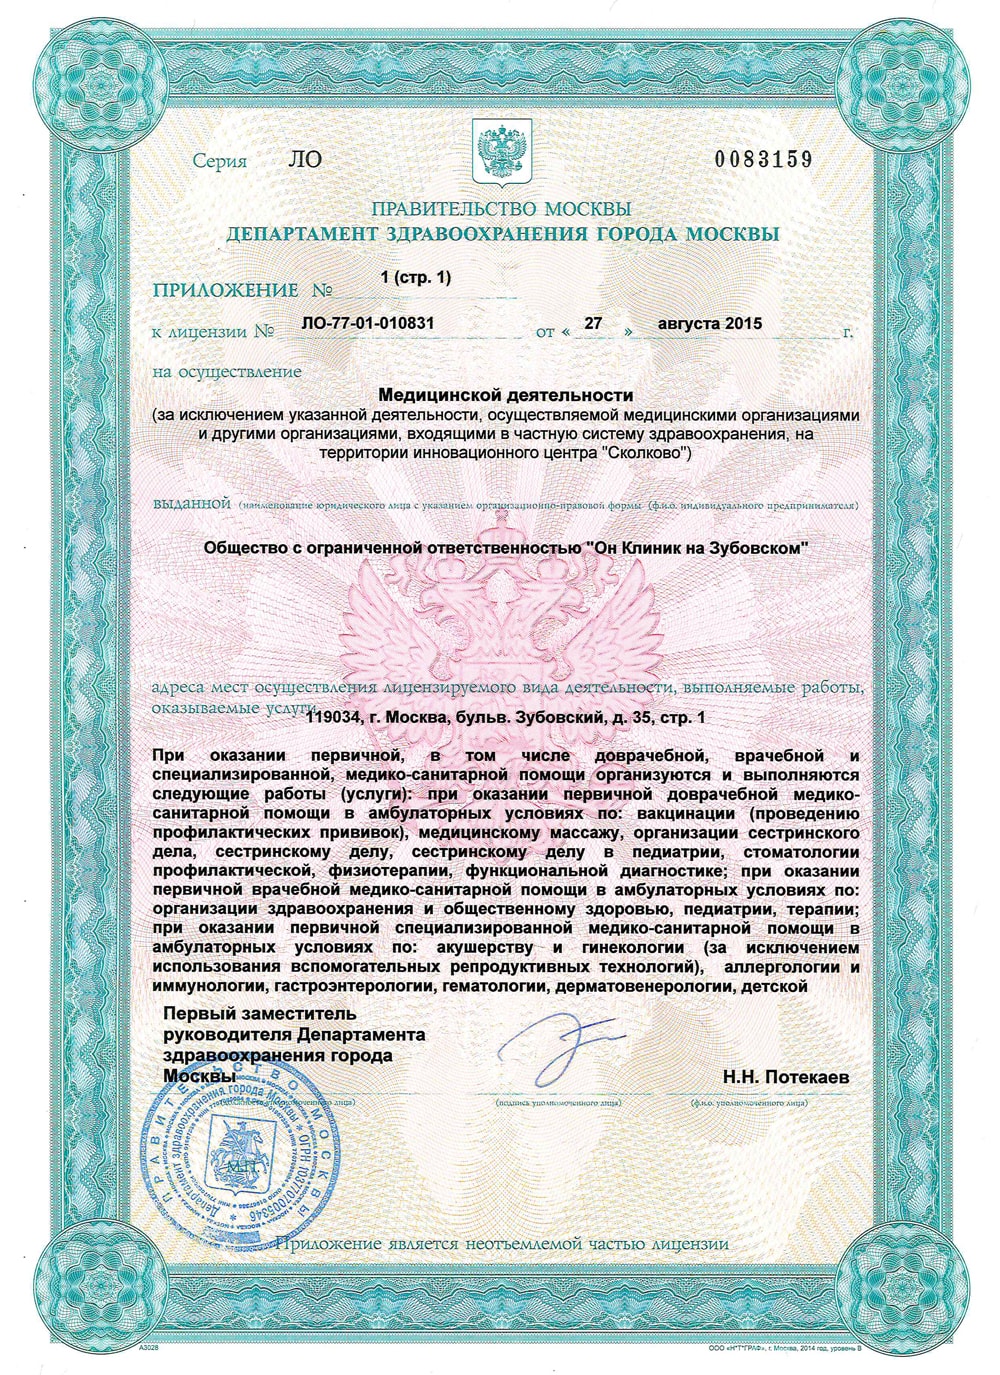 Серия ЛО 0083159
ПРАВИТЕЛЬСТВО МОСКВЫ
ДЕПАРТАМЕНТ ЗДРАВООХРАНЕНИЯ ГОРОДА МОСКВЫ
ПРИЛОЖЕНИЕ № 1 (стр. 1)
к лицензии № ЛО-77-01-010831 от « 27 » августа 2015 г.
на осуществление
Медицинской деятельности
(за исключением указанной деятельности, осуществляемой медицинскими организациями
и другими организациями, входящими в частную систему здравоохранения, на
территории инновационного центра "Сколково")
выданной (наименование юридического лица с указанием организационно-правовой формы (ф.и.о. индивидуального предпринимателя)
Общество с ограниченной ответственностью "Он Клиник на Зубовском"
адреса мест осуществления лицензируемого вида деятельности, выполняемые работы,
оказываемые услуги
119034, г. Москва, бульв. Зубовский, д. 35, стр. 1
При оказании первичной, в том числе доврачебной, врачебной и
специализированной, медико-санитарной помощи организуются и выполняются
следующие работы (услуги): при оказании первичной доврачебной медико-
санитарной помощи в амбулаторных условиях по: вакцинации (проведению
профилактических прививок), медицинскому массажу, организации сестринского
дела, сестринскому делу, сестринскому делу в педиатрии, стоматологии
профилактической, физиотерапии, функциональной диагностике; при оказании
первичной врачебной медико-санитарной помощи в амбулаторных условиях по:
организации здравоохранения и общественному здоровью, педиатрии, терапии;
при оказании первичной специализированной медико-санитарной помощи в
амбулаторных условиях по: акушерству и гинекологии (за исключением
использования вспомогательных репродуктивных технологий), аллергологии и
иммунологии, гастроэнтерологии, гематологии, дерматовенерологии, детской
Первый заместитель
руководителя Департамента
здравоохранения города
Москвы Н.Н. Потекаев
(подпись уполномоченного лица) (ф.и.о. уполномоченного лица)
ПРАВИТЕЛЬСТВО МОСКВЫ
Департамент здравоохранения города Москвы * ОГРН 1037707005346 *
М.П.
Приложение является неотъемлемой частью лицензии
А3028 ООО «Н*Т*ГРАФ», г. Москва, 2014 год, уровень В